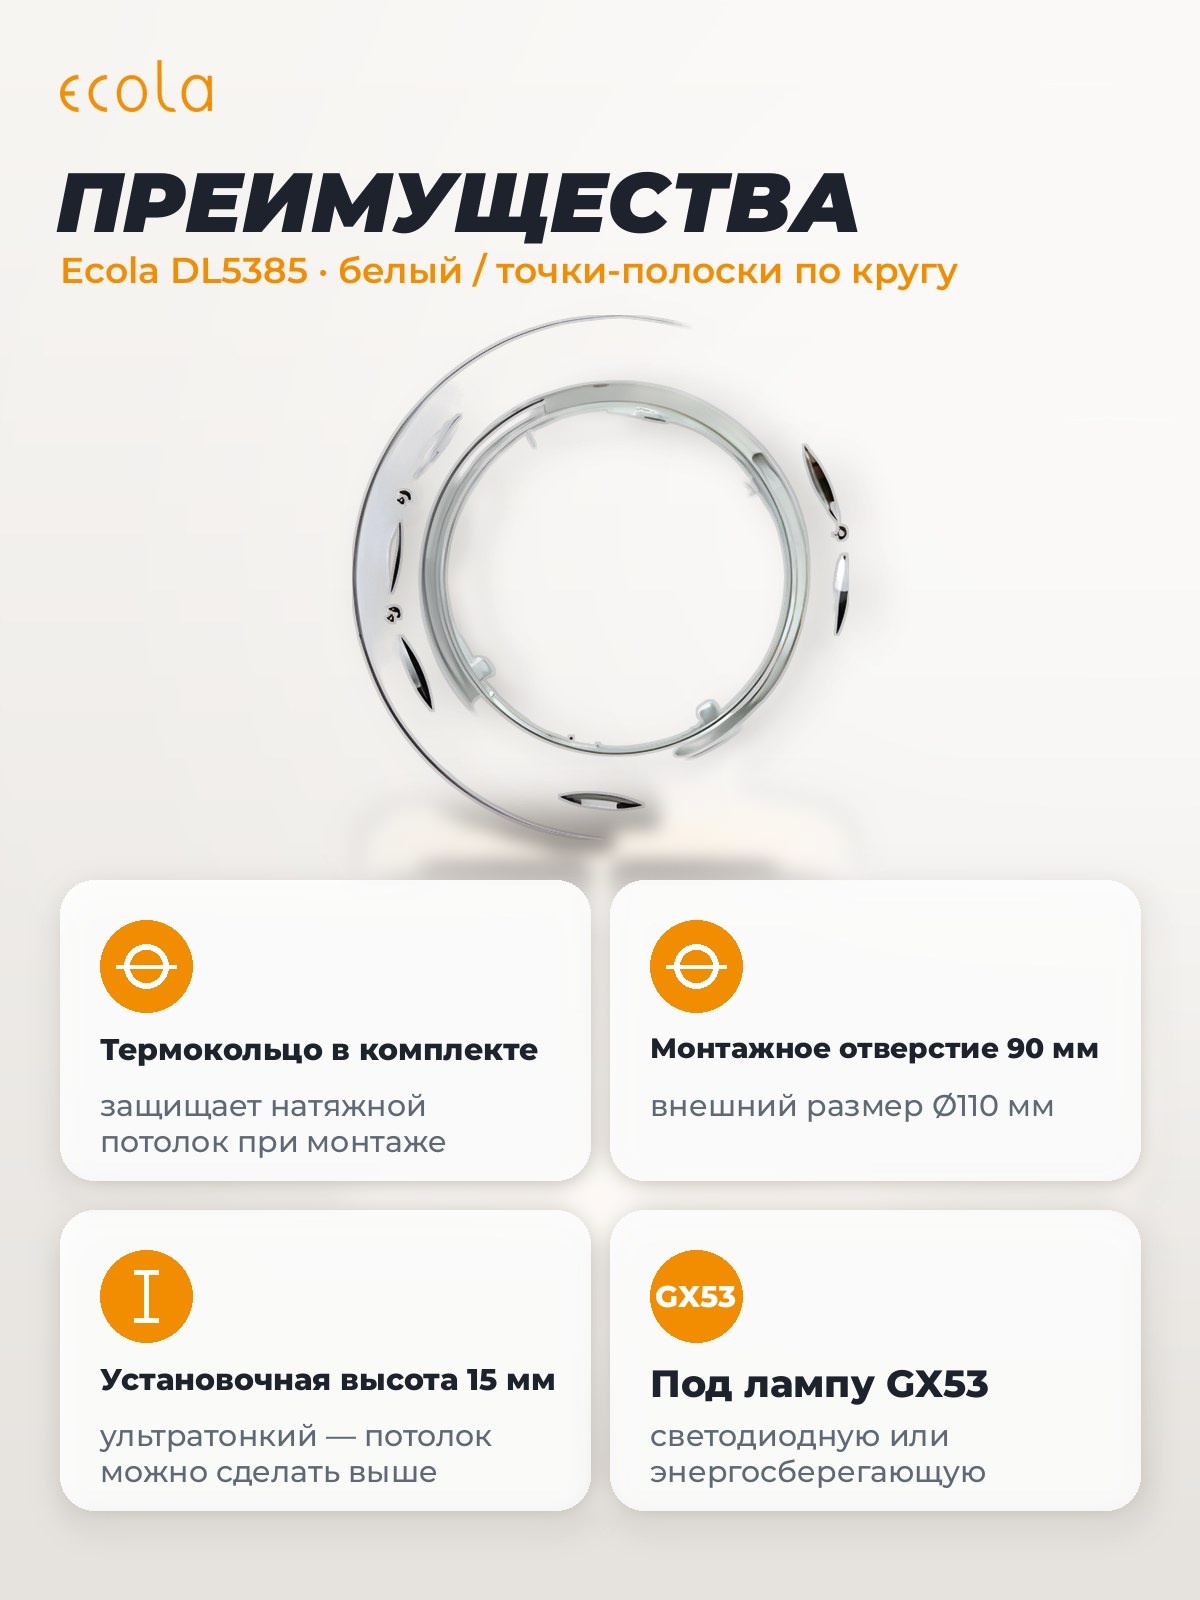 ecola
ПРЕИМУЩЕСТВА
Ecola DL5385 · белый / точки-полоски по кругу
Термокольцо в комплекте
защищает натяжной
потолок при монтаже
Монтажное отверстие 90 мм
внешний размер Ø110 мм
Установочная высота 15 мм
ультратонкий — потолок
можно сделать выше
GX53
Под лампу GX53
светодиодную или
энергосберегающую